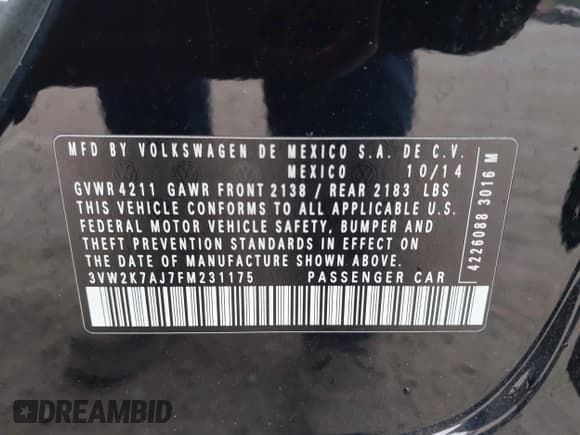 MFD BY VOLKSWAGEN DE MEXICO S.A. DE C.V.
MEXICO 10/14
GVWR 4211 GAWR FRONT 2138 / REAR 2183 LBS
THIS VEHICLE CONFORMS TO ALL APPLICABLE U.S.
FEDERAL MOTOR VEHICLE SAFETY, BUMPER AND
THEFT PREVENTION STANDARDS IN EFFECT ON
THE DATE OF MANUFACTURE SHOWN ABOVE.
3VW2K7AJ7FM231175 PASSENGER CAR
4226088 3016 M
DREAMBID